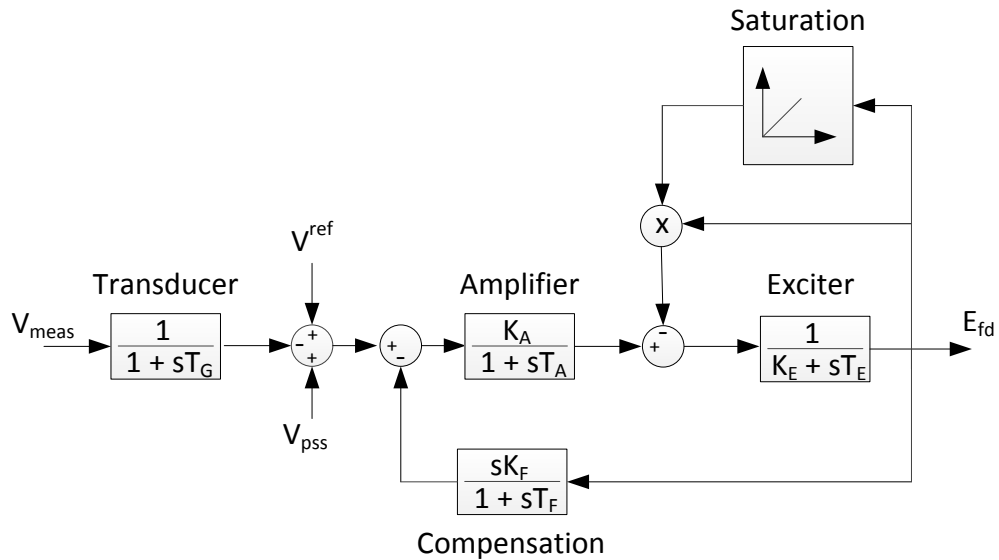 Saturation
X
V^ref
Transducer
Amplifier
Exciter
V_meas
1
1 + sT_G
- + +
+ -
K_A
1 + sT_A
+ -
1
K_E + sT_E
E_fd
V_pss
sK_F
1 + sT_F
Compensation